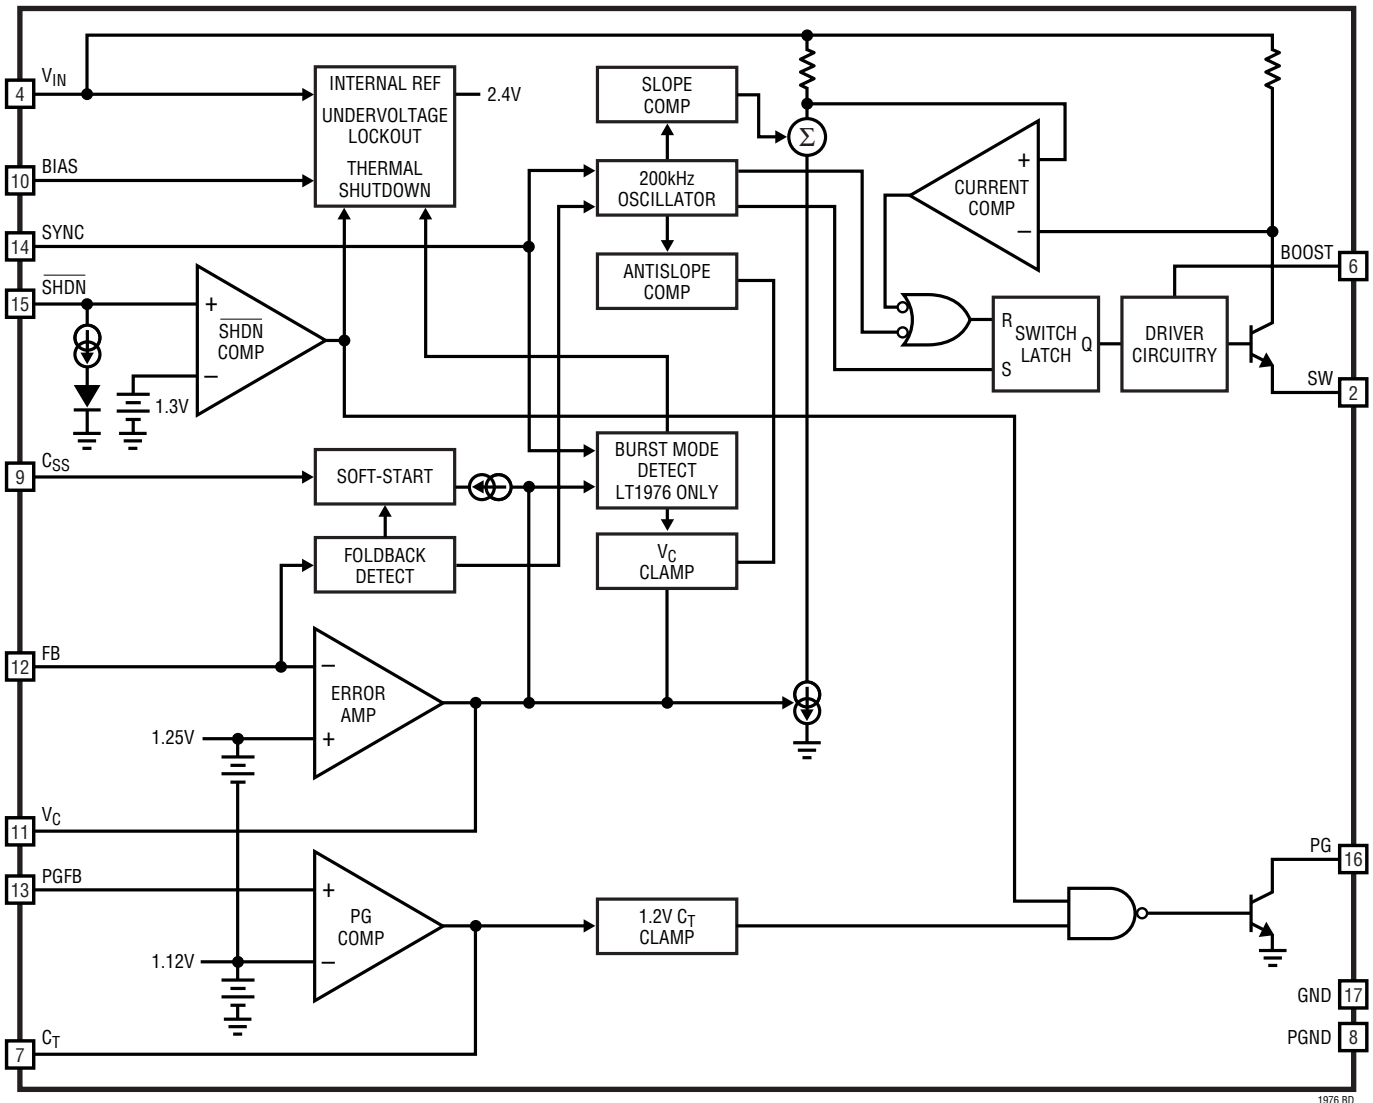 VIN
4
BIAS
10
SYNC
14
SHDN
15
INTERNAL REF
UNDERVOLTAGE
LOCKOUT
THERMAL
SHUTDOWN
2.4V
SLOPE
COMP
Σ
200kHz
OSCILLATOR
ANTISLOPE
COMP
+
CURRENT
COMP
–
BOOST
6
R
SWITCH
LATCH
Q
S
DRIVER
CIRCUITRY
SW
2
+
SHDN
COMP
–
1.3V
CSS
9
SOFT-START
BURST MODE
DETECT
LT1976 ONLY
FOLDBACK
DETECT
VC
CLAMP
FB
12
–
ERROR
AMP
+
1.25V
VC
11
PGFB
13
+
PG
COMP
–
1.12V
1.2V CT
CLAMP
CT
7
PG
16
GND
17
PGND
8
1976 BD